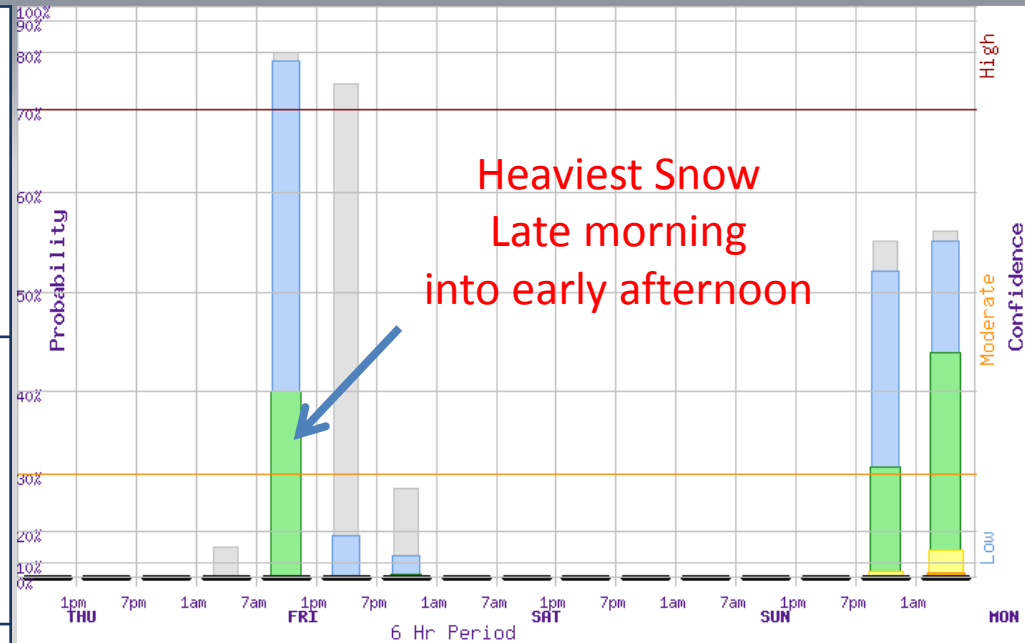 100%
90%
80%
70%
60%
50%
40%
30%
20%
10%
0%
Probability
Heaviest Snow
Late morning
into early afternoon
High
Moderate
Low
Confidence
1pm 7pm 1am 7am 1pm 7pm 1am 7am 1pm 7pm 1am 7am 1pm 7pm 1am
THU FRI SAT SUN MON
6 Hr Period